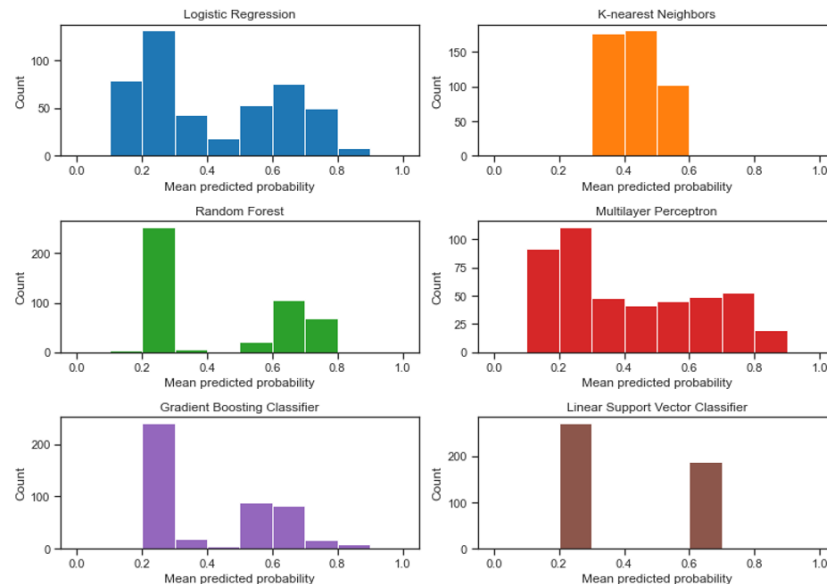 Logistic Regression
100
50
0
Count
0.0 0.2 0.4 0.6 0.8 1.0
Mean predicted probability
K-nearest Neighbors
150
100
50
0
Count
0.0 0.2 0.4 0.6 0.8 1.0
Mean predicted probability
Random Forest
200
100
0
Count
0.0 0.2 0.4 0.6 0.8 1.0
Mean predicted probability
Multilayer Perceptron
100
75
50
25
0
Count
0.0 0.2 0.4 0.6 0.8 1.0
Mean predicted probability
Gradient Boosting Classifier
200
100
0
Count
0.0 0.2 0.4 0.6 0.8 1.0
Mean predicted probability
Linear Support Vector Classifier
200
100
0
Count
0.0 0.2 0.4 0.6 0.8 1.0
Mean predicted probability